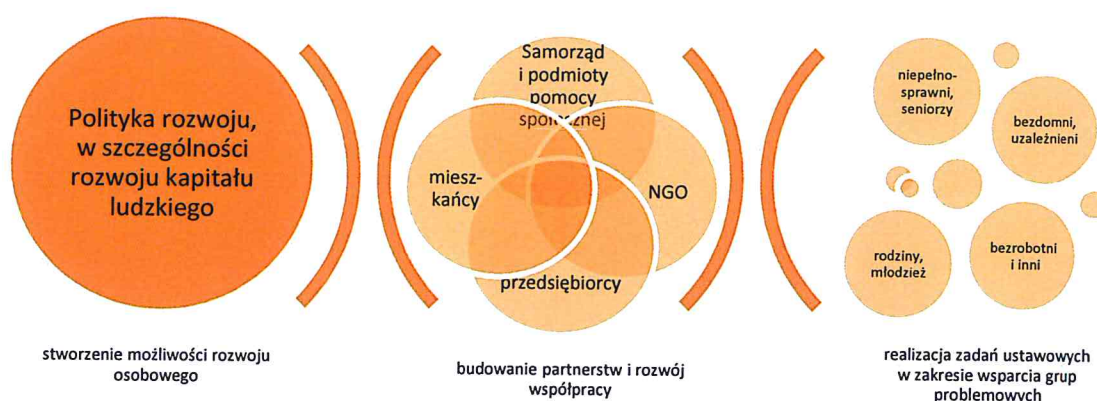 Polityka rozwoju,
w szczególności
rozwoju kapitału
ludzkiego
stworzenie możliwości rozwoju
osobowego
Samorząd
i podmioty
pomocy
społecznej
miesz-
kańcy
NGO
przedsiębiorcy
budowanie partnerstw i rozwój
współpracy
niepełno-
sprawni,
seniorzy
bezdomni,
uzależnieni
rodziny,
młodzież
bezrobotni
i inni
realizacja zadań ustawowych
w zakresie wsparcia grup
problemowych